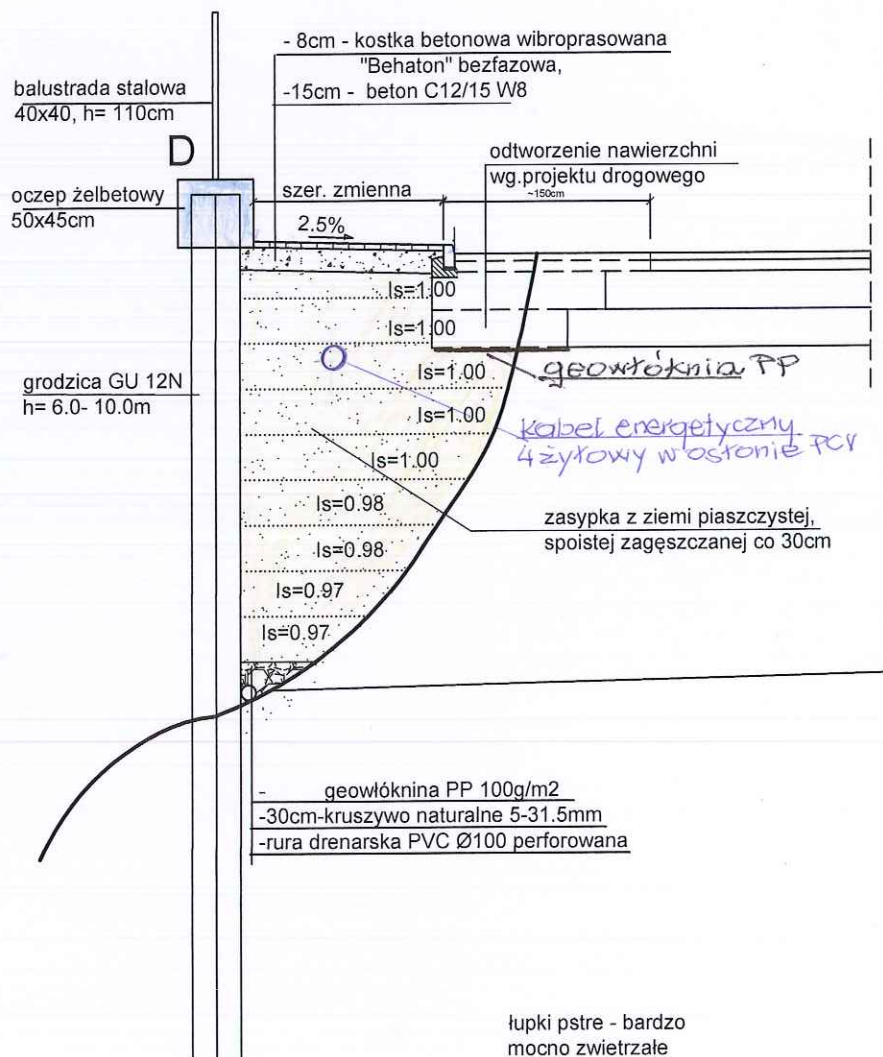 - 8cm - kostka betonowa wibroprasowana
"Behaton" bezfazowa,
-15cm - beton C12/15 W8
balustrada stalowa
40x40, h= 110cm
D
odtworzenie nawierzchni
wg.projektu drogowego
~150cm
oczep żelbetowy
50x45cm
szer. zmienna
2.5%
Is=1.00
Is=1.00
geowłóknia PP
Is=1.00
grodzica GU 12N
h= 6.0- 10.0m
Is=1.00
kabel energetyczny
4 żyłowy w osłonie PCV
Is=1.00
Is=0.98
zasypka z ziemi piaszczystej,
spoistej zagęszczanej co 30cm
Is=0.98
Is=0.97
Is=0.97
- geowłóknina PP 100g/m2
-30cm-kruszywo naturalne 5-31.5mm
-rura drenarska PVC Ø100 perforowana
łupki pstre - bardzo
mocno zwietrzałe